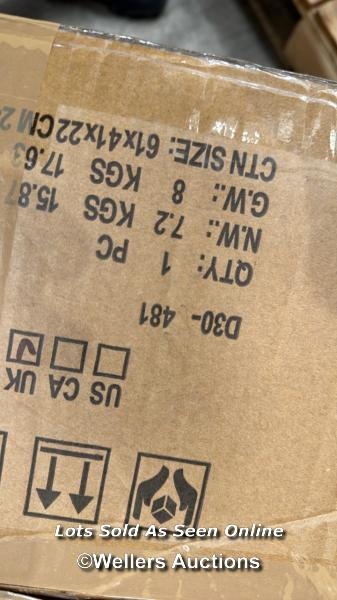 US CA UK
D30- 481
QTY: 1 PC
N.W.: 7.2 KGS 15.87
G.W.: 8 KGS 17.63
CTN SIZE: 61x41x22 CM
Lots Sold As Seen Online
©Wellers Auctions